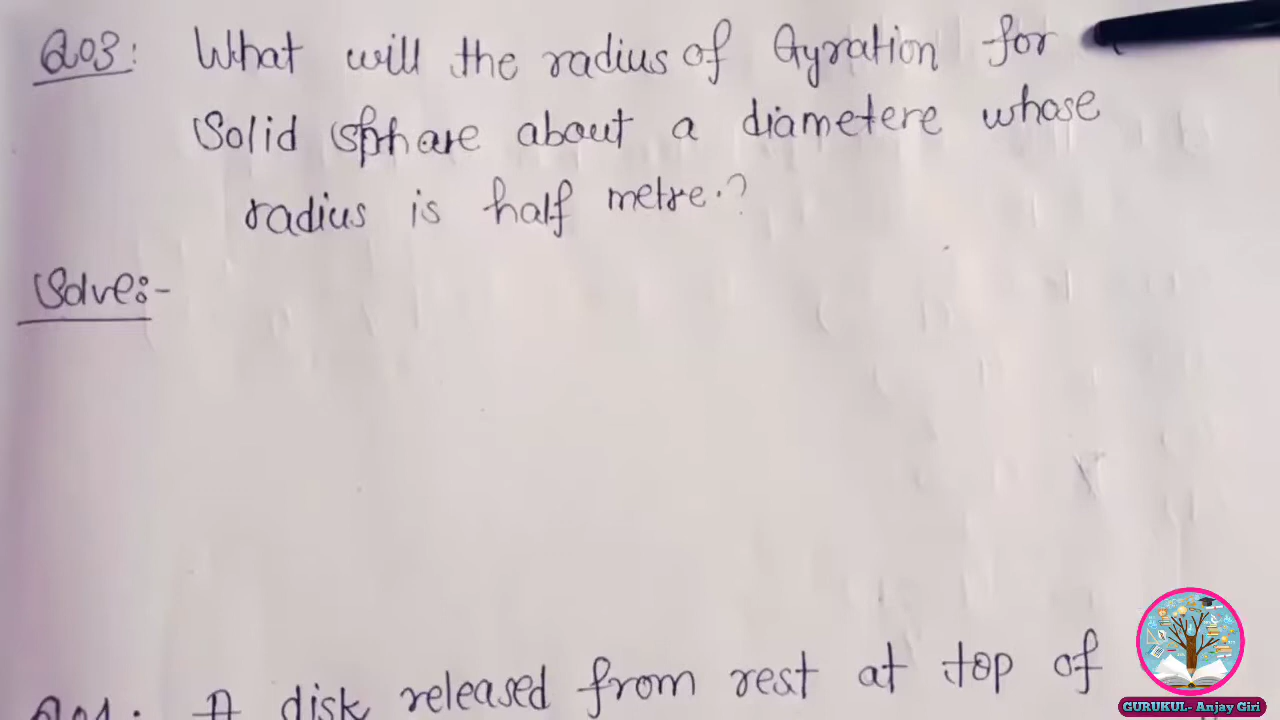 Q03: What will the radius of Gyration for
Solid sphare about a diametere whose
radius is half metre.?
Solve:-
A disk released from rest at top of
GURUKUL- Anjay Giri